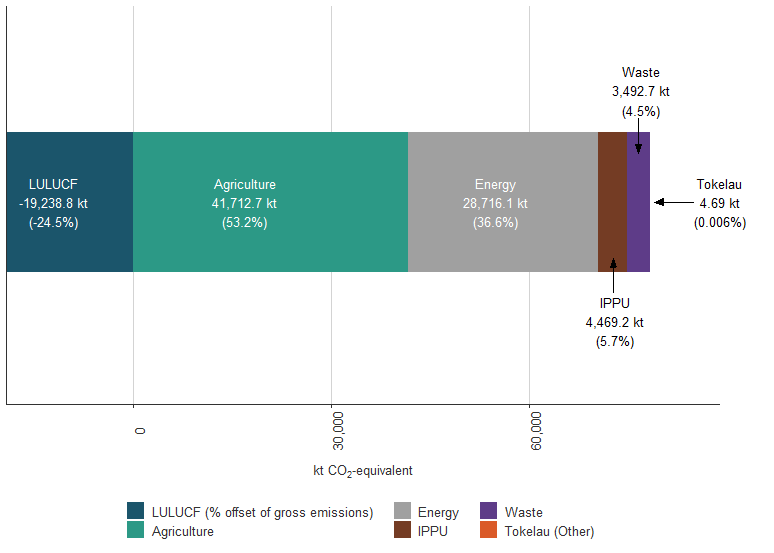 Waste
3,492.7 kt
(4.5%)
LULUCF
-19,238.8 kt
(-24.5%)
Agriculture
41,712.7 kt
(53.2%)
Energy
28,716.1 kt
(36.6%)
Tokelau
4.69 kt
(0.006%)
IPPU
4,469.2 kt
(5.7%)
0
30,000
60,000
kt CO₂-equivalent
LULUCF (% offset of gross emissions)
Energy
Waste
Agriculture
IPPU
Tokelau (Other)